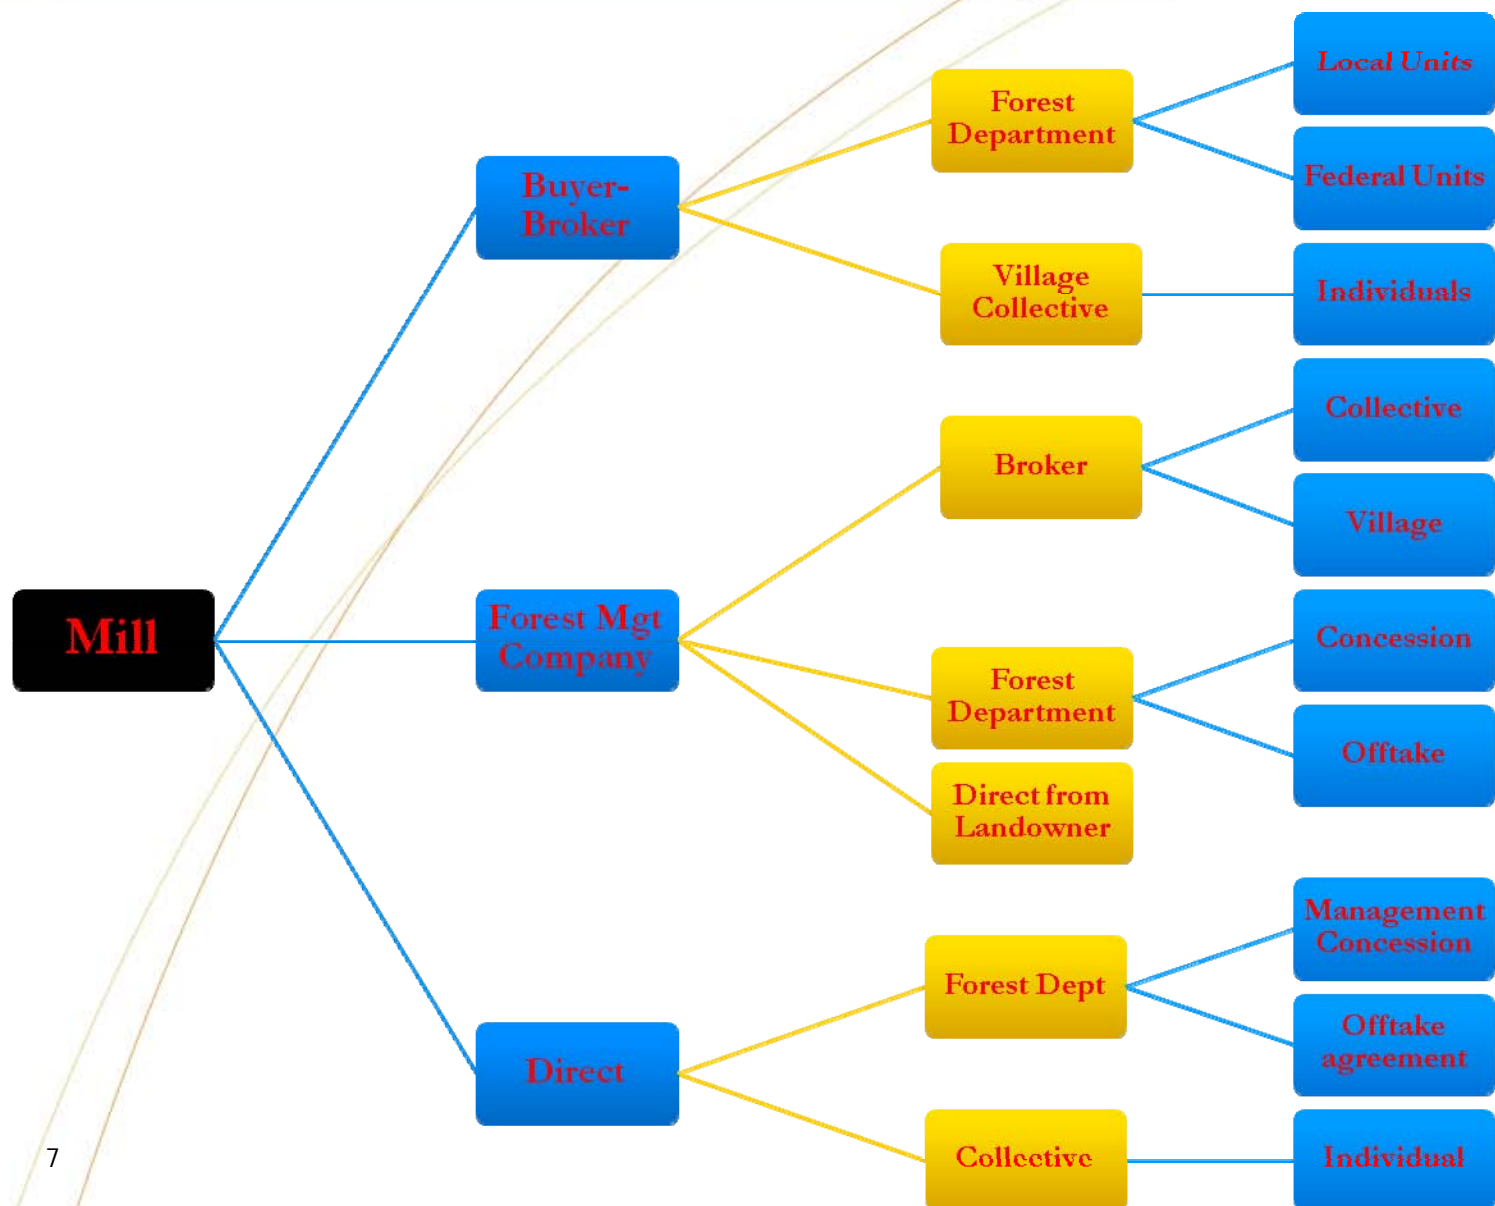 Mill
Buyer-
Broker
Forest Mgt
Company
Direct
Forest
Department
Village
Collective
Broker
Forest
Department
Direct from
Landowner
Forest Dept
Collective
Local Units
Federal Units
Individuals
Collective
Village
Concession
Offtake
Management
Concession
Offtake
agreement
Individual
7